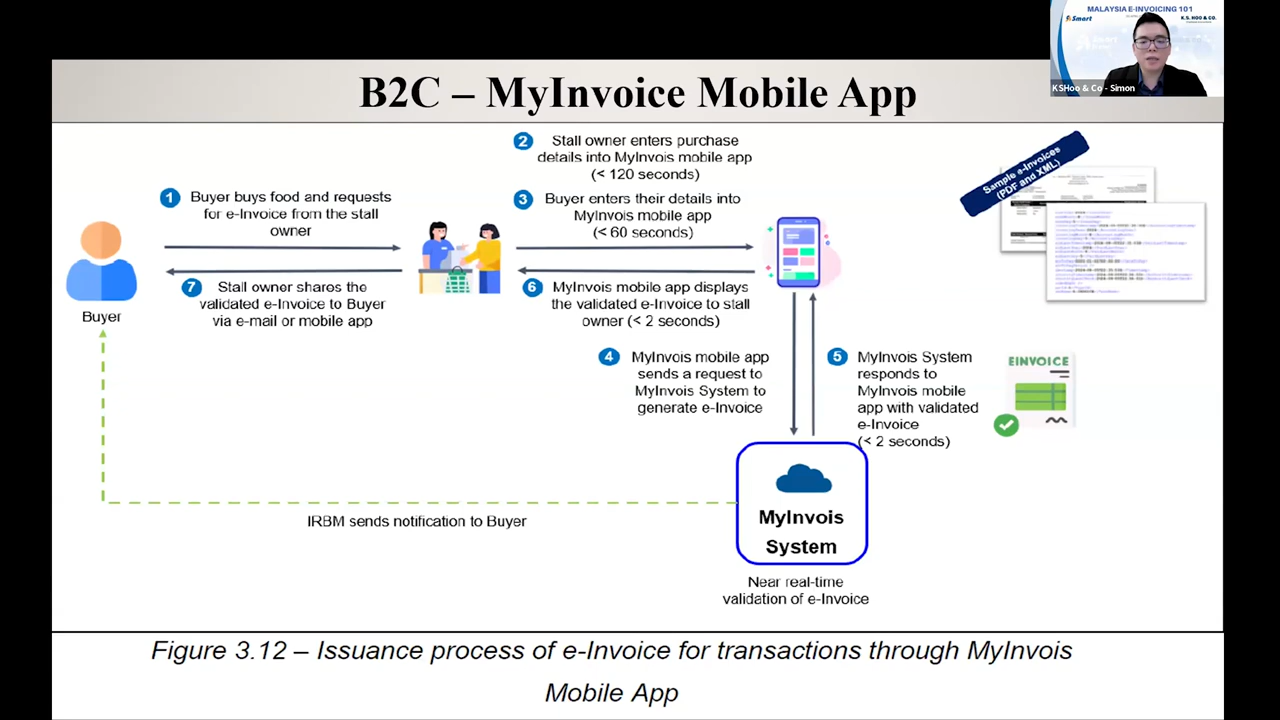 MALAYSIA E-INVOICING 101
Smart
K.S. HOO & CO.
KSHoo & Co - Simon
B2C – MyInvoice Mobile App
1 Buyer buys food and requests
for e-Invoice from the stall
owner
2 Stall owner enters purchase
details into MyInvois mobile app
(< 120 seconds)
3 Buyer enters their details into
MyInvois mobile app
(< 60 seconds)
Sample e-Invoices
(PDF and XML)
Buyer
7 Stall owner shares the
validated e-Invoice to Buyer
via e-mail or mobile app
6 MyInvois mobile app displays
the validated e-Invoice to stall
owner (< 2 seconds)
4 MyInvois mobile app
sends a request to
MyInvois System to
generate e-Invoice
5 MyInvois System
responds to
MyInvois mobile
app with validated
e-Invoice
(< 2 seconds)
EINVOICE
IRBM sends notification to Buyer
MyInvois
System
Near real-time
validation of e-Invoice
Figure 3.12 – Issuance process of e-Invoice for transactions through MyInvois
Mobile App